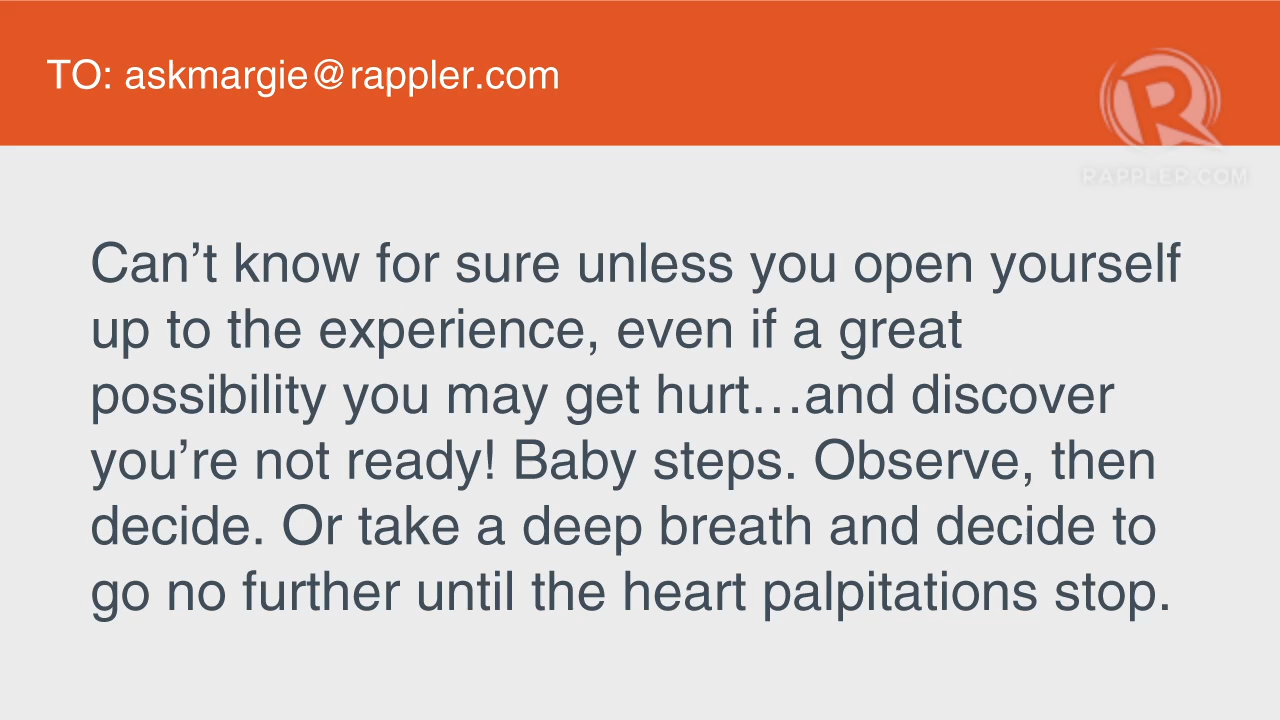 TO: askmargie@rappler.com
R
RAPPLER.COM
Can’t know for sure unless you open yourself
up to the experience, even if a great
possibility you may get hurt…and discover
you’re not ready! Baby steps. Observe, then
decide. Or take a deep breath and decide to
go no further until the heart palpitations stop.